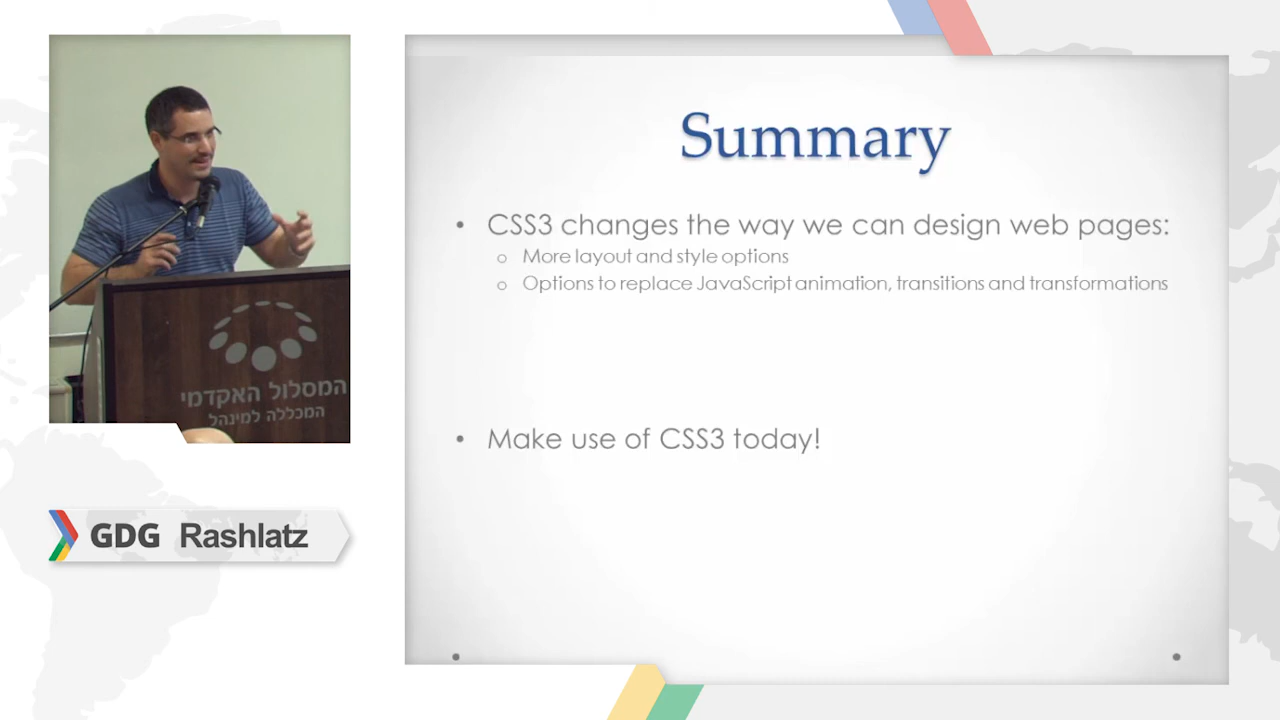 Summary
• CSS3 changes the way we can design web pages:
o More layout and style options
o Options to replace JavaScript animation, transitions and transformations
• Make use of CSS3 today!
המסלול האקדמי
המכללה למינהל
GDG Rashlatz